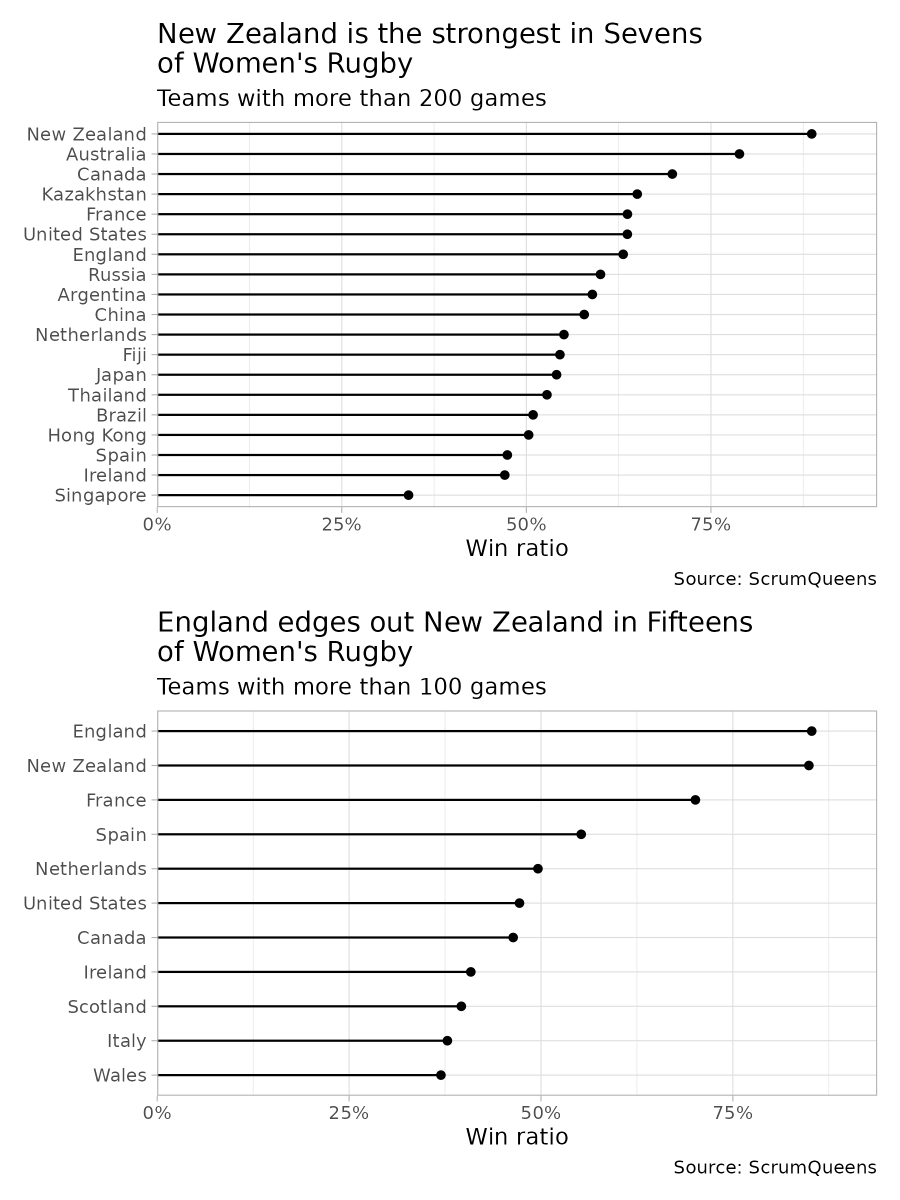 New Zealand is the strongest in Sevens
of Women's Rugby
Teams with more than 200 games
New Zealand
Australia
Canada
Kazakhstan
France
United States
England
Russia
Argentina
China
Netherlands
Fiji
Japan
Thailand
Brazil
Hong Kong
Spain
Ireland
Singapore
0% 25% 50% 75%
Win ratio
Source: ScrumQueens
England edges out New Zealand in Fifteens
of Women's Rugby
Teams with more than 100 games
England
New Zealand
France
Spain
Netherlands
United States
Canada
Ireland
Scotland
Italy
Wales
0% 25% 50% 75%
Win ratio
Source: ScrumQueens